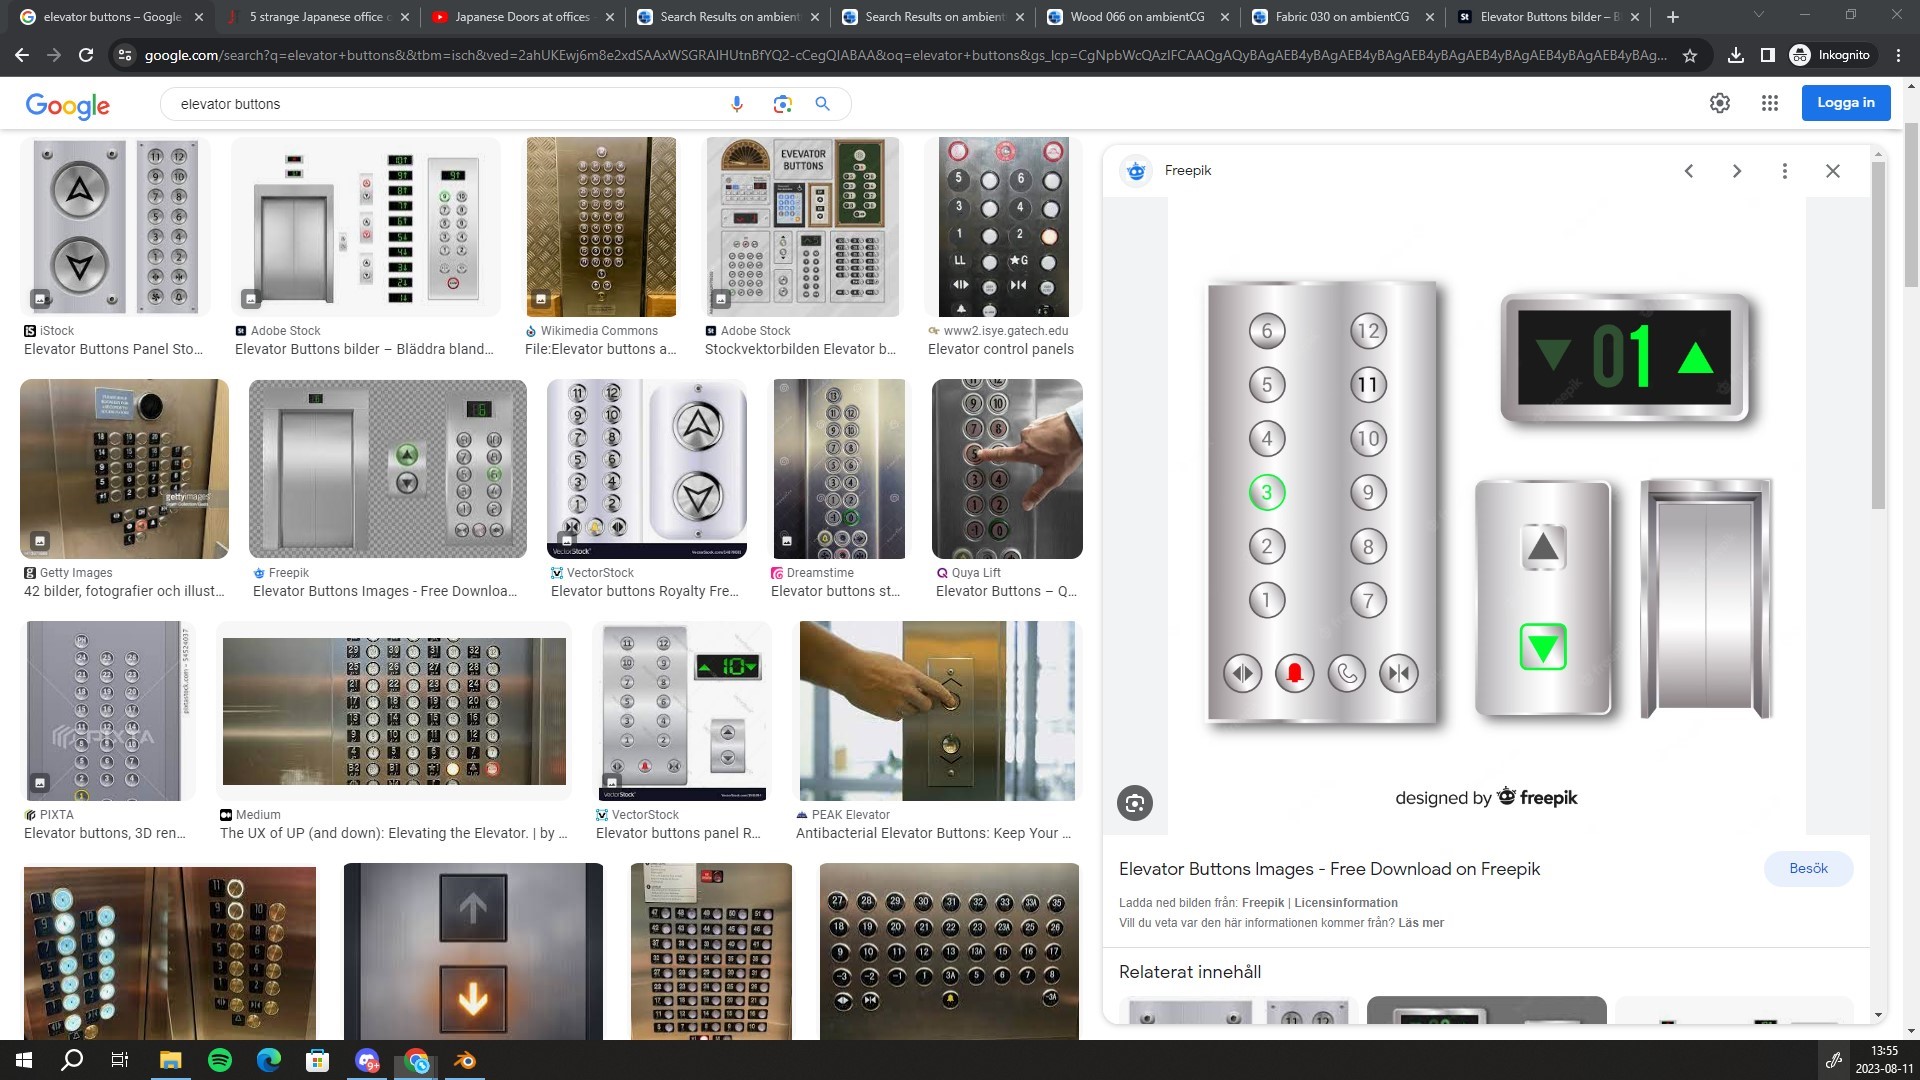 elevator buttons – Google
5 strange Japanese office c
Japanese Doors at offices
Search Results on ambient
Search Results on ambient
Wood 066 on ambientCG
Fabric 030 on ambientCG
Elevator Buttons bilder – B
google.com/search?q=elevator+buttons&&tbm=isch&ved=2ahUKEwj6m8e2xdSAAxWSGRAIHUtnBfYQ2-cCegQIABAA&oq=elevator+buttons&gs_lcp=CgNpbWcQAzIFCAAQgAQyBAgAEB4yBAgAEB4yBAgAEB4yBAgAEB4yBAgAEB4yBAgAEB4yBAgAEB4yBAg...
Inkognito
Google
elevator buttons
Logga in
EVEVATOR
BUTTONS
iStock
Elevator Buttons Panel Sto...
Adobe Stock
Elevator Buttons bilder – Bläddra bland...
Wikimedia Commons
File:Elevator buttons a...
Adobe Stock
Stockvektorbilden Elevator b...
www2.isye.gatech.edu
Elevator control panels
Getty Images
42 bilder, fotografier och illust...
Freepik
Elevator Buttons Images - Free Downloa...
VectorStock
Elevator buttons Royalty Fre...
Dreamstime
Elevator buttons st...
Quya Lift
Elevator Buttons – Q...
PIXTA
Elevator buttons, 3D ren...
Medium
The UX of UP (and down): Elevating the Elevator. | by ...
VectorStock
Elevator buttons panel R...
PEAK Elevator
Antibacterial Elevator Buttons: Keep Your ...
Freepik
6 12
5 11
4 10
3 9
2 8
1 7
01
designed by freepik
Elevator Buttons Images - Free Download on Freepik
Besök
Ladda ned bilden från: Freepik | Licensinformation
Vill du veta var den här informationen kommer från? Läs mer
Relaterat innehåll
13:55
2023-08-11